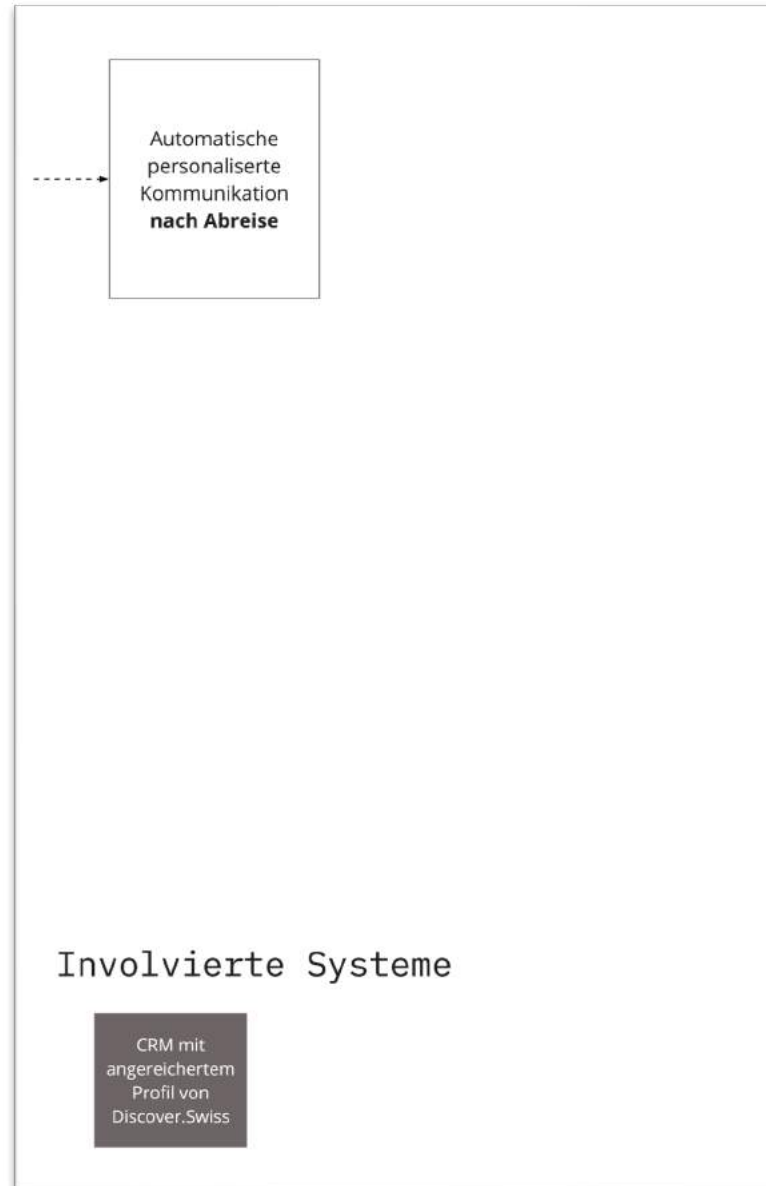 Automatische
personaliserte
Kommunikation
nach Abreise
Involvierte Systeme
CRM mit
angereichertem
Profil von
Discover.Swiss